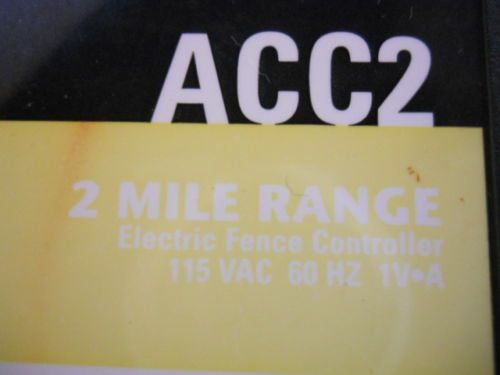 ACC2
2 MILE RANGE
Electric Fence Controller
115 VAC 60 HZ 1V•A